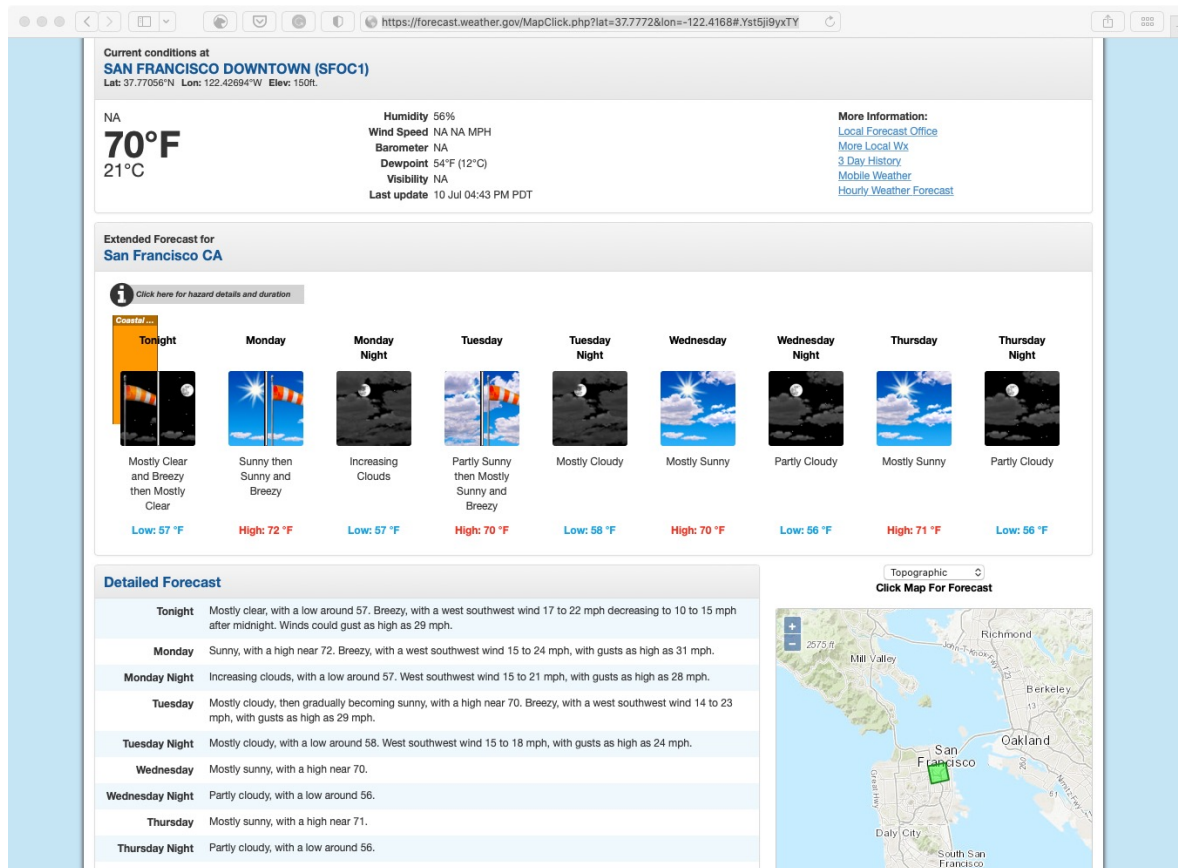 https://forecast.weather.gov/MapClick.php?lat=37.7772&lon=-122.4168#.Yst5ji9yxTY
Current conditions at
SAN FRANCISCO DOWNTOWN (SFOC1)
Lat: 37.77056°N Lon: 122.42694°W Elev: 150ft.
NA
70°F
21°C
Humidity 56%
Wind Speed NA NA MPH
Barometer NA
Dewpoint 54°F (12°C)
Visibility NA
Last update 10 Jul 04:43 PM PDT
More Information:
Local Forecast Office
More Local Wx
3 Day History
Mobile Weather
Hourly Weather Forecast
Extended Forecast for
San Francisco CA
Click here for hazard details and duration
Coastal ...
Tonight
Mostly Clear
and Breezy
then Mostly
Clear
Low: 57 °F
Monday
Sunny then
Sunny and
Breezy
High: 72 °F
Monday
Night
Increasing
Clouds
Low: 57 °F
Tuesday
Partly Sunny
then Mostly
Sunny and
Breezy
High: 70 °F
Tuesday
Night
Mostly Cloudy
Low: 58 °F
Wednesday
Mostly Sunny
High: 70 °F
Wednesday
Night
Partly Cloudy
Low: 56 °F
Thursday
Mostly Sunny
High: 71 °F
Thursday
Night
Partly Cloudy
Low: 56 °F
Detailed Forecast
Tonight Mostly clear, with a low around 57. Breezy, with a west southwest wind 17 to 22 mph decreasing to 10 to 15 mph
after midnight. Winds could gust as high as 29 mph.
Monday Sunny, with a high near 72. Breezy, with a west southwest wind 15 to 24 mph, with gusts as high as 31 mph.
Monday Night Increasing clouds, with a low around 57. West southwest wind 15 to 21 mph, with gusts as high as 28 mph.
Tuesday Mostly cloudy, then gradually becoming sunny, with a high near 70. Breezy, with a west southwest wind 14 to 23
mph, with gusts as high as 29 mph.
Tuesday Night Mostly cloudy, with a low around 58. West southwest wind 15 to 18 mph, with gusts as high as 24 mph.
Wednesday Mostly sunny, with a high near 70.
Wednesday Night Partly cloudy, with a low around 56.
Thursday Mostly sunny, with a high near 71.
Thursday Night Partly cloudy, with a low around 56.
Topographic
Click Map For Forecast
+
−
2575 ft
Richmond
Mill Valley
Berkeley
13
Oakland
San
Francisco
Great Hwy
Nimitz Fwy
61
Daly City
South San
Francisco